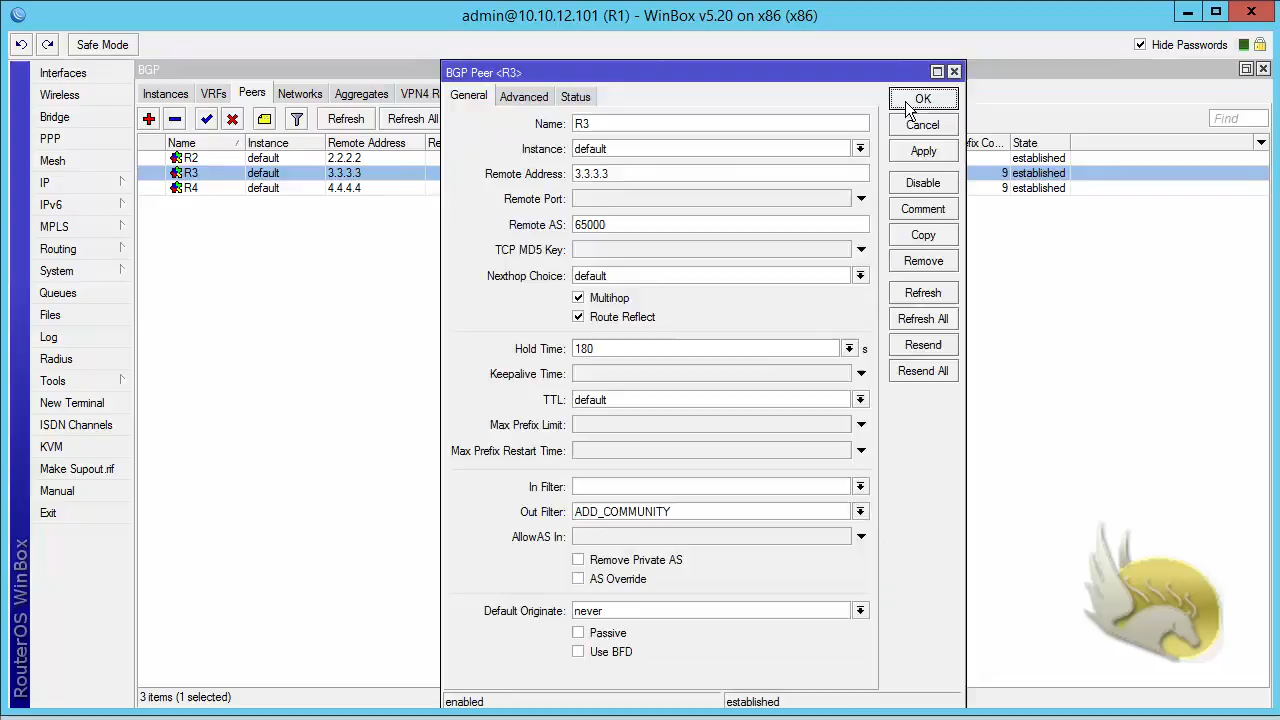 admin@10.10.12.101 (R1) - WinBox v5.20 on x86 (x86)
Safe Mode
Hide Passwords
Interfaces
Wireless
Bridge
PPP
Mesh
IP
IPv6
MPLS
Routing
System
Queues
Files
Log
Radius
Tools
New Terminal
ISDN Channels
KVM
Make Supout.rif
Manual
Exit
RouterOS WinBox
BGP
Instances VRFs Peers Networks Aggregates VPN4 R
Refresh Refresh All
Find
Name Instance Remote Address Re
R2 default 2.2.2.2
R3 default 3.3.3.3
R4 default 4.4.4.4
fix Co... State
established
9 established
9 established
3 items (1 selected)
BGP Peer <R3>
General Advanced Status
Name: R3
Instance: default
Remote Address: 3.3.3.3
Remote Port:
Remote AS: 65000
TCP MD5 Key:
Nexthop Choice: default
Multihop
Route Reflect
Hold Time: 180 s
Keepalive Time:
TTL: default
Max Prefix Limit:
Max Prefix Restart Time:
In Filter:
Out Filter: ADD_COMMUNITY
AllowAS In:
Remove Private AS
AS Override
Default Originate: never
Passive
Use BFD
OK
Cancel
Apply
Disable
Comment
Copy
Remove
Refresh
Refresh All
Resend
Resend All
enabled
established